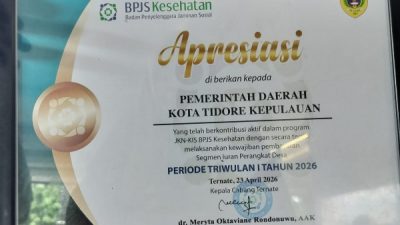 BPJS Kesehatan
Badan Penyelenggara Jaminan Sosial
Apresiasi
di berikan kepada
PEMERINTAH DAERAH
KOTA TIDORE KEPULAUAN
Yang telah berkontribusi aktif dalam program
JKN-KIS BPJS Kesehatan dengan secara
melaksanakan kewajiban
Segmen Iuran Perangkat Desa
PERIODE TRIWULAN I TAHUN 2026
Ternate, 23 April 2026
Kepala Cabang Ternate
dr. Meryta Oktaviane Rondonuwu, AAK